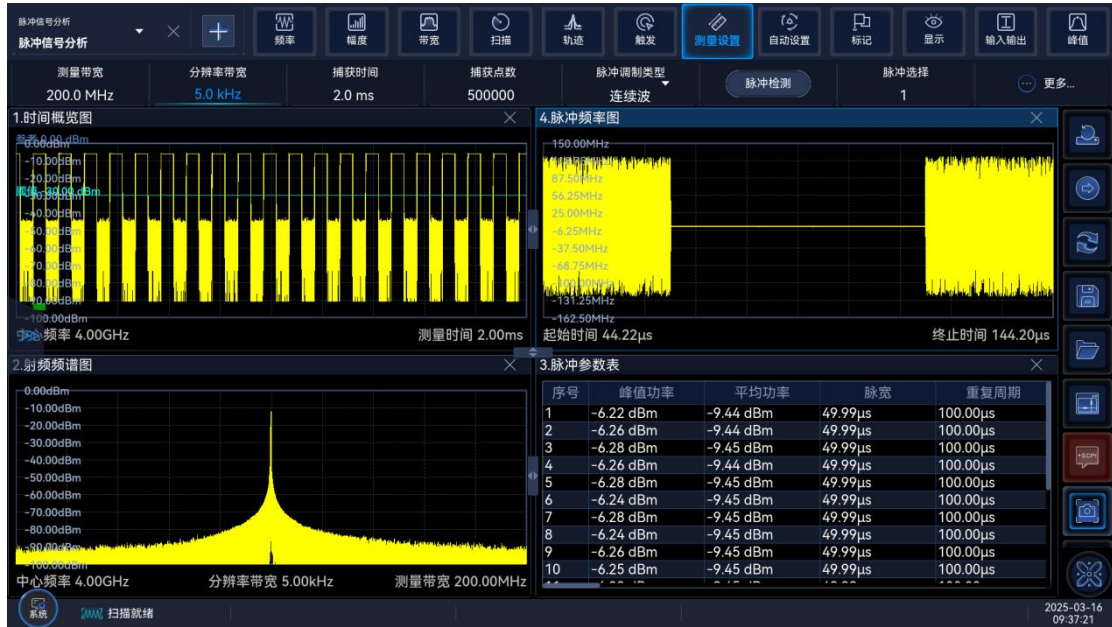 脉冲信号分析
脉冲信号分析
频率 幅度 带宽 扫描 轨迹 触发 测量设置 自动设置 标记 显示 输入输出 峰值
测量带宽 分辨率带宽 捕获时间 捕获点数 脉冲调制类型 脉冲检测 脉冲选择 更多...
200.0 MHz 5.0 kHz 2.0 ms 500000 连续波 1
1.时间概览图
参考 0.00 dBm
0.00dBm
-10.00dBm
-20.00dBm
阈值 -30.00 dBm
-40.00dBm
-50.00dBm
-60.00dBm
-70.00dBm
-80.00dBm
-90.00dBm
-100.00dBm
中心频率 4.00GHz 测量时间 2.00ms
4.脉冲频率图
150.00MHz
118.75MHz
87.50MHz
56.25MHz
25.00MHz
-6.25MHz
-37.50MHz
-68.75MHz
-100.00MHz
-131.25MHz
-162.50MHz
起始时间 44.22μs 终止时间 144.20μs
2.射频频谱图
0.00dBm
-10.00dBm
-20.00dBm
-30.00dBm
-40.00dBm
-50.00dBm
-60.00dBm
-70.00dBm
-80.00dBm
-90.00dBm
-100.00dBm
中心频率 4.00GHz 分辨率带宽 5.00kHz 测量带宽 200.00MHz
3.脉冲参数表
序号 峰值功率 平均功率 脉宽 重复周期
1 -6.22 dBm -9.44 dBm 49.99μs 100.00μs
2 -6.26 dBm -9.44 dBm 49.99μs 100.00μs
3 -6.28 dBm -9.45 dBm 49.99μs 100.00μs
4 -6.26 dBm -9.44 dBm 49.99μs 100.00μs
5 -6.28 dBm -9.45 dBm 49.99μs 100.00μs
6 -6.24 dBm -9.45 dBm 49.99μs 100.00μs
7 -6.28 dBm -9.45 dBm 49.99μs 100.00μs
8 -6.24 dBm -9.45 dBm 49.99μs 100.00μs
9 -6.26 dBm -9.45 dBm 49.99μs 100.00μs
10 -6.25 dBm -9.45 dBm 49.99μs 100.00μs
+SCPI
系统 扫描就绪
2025-03-16
09:37:21